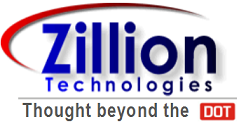 Zillion
Technologies
Thought beyond the DOT